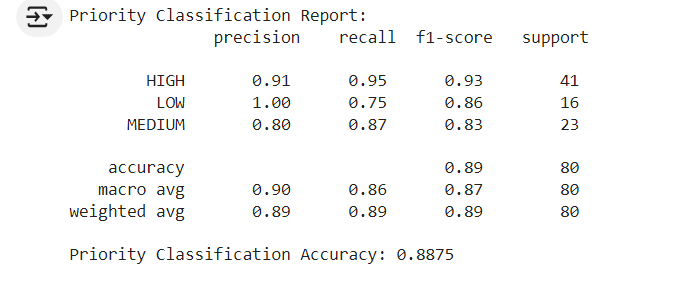 Priority Classification Report:
precision recall f1-score support
HIGH 0.91 0.95 0.93 41
LOW 1.00 0.75 0.86 16
MEDIUM 0.80 0.87 0.83 23
accuracy 0.89 80
macro avg 0.90 0.86 0.87 80
weighted avg 0.89 0.89 0.89 80
Priority Classification Accuracy: 0.8875